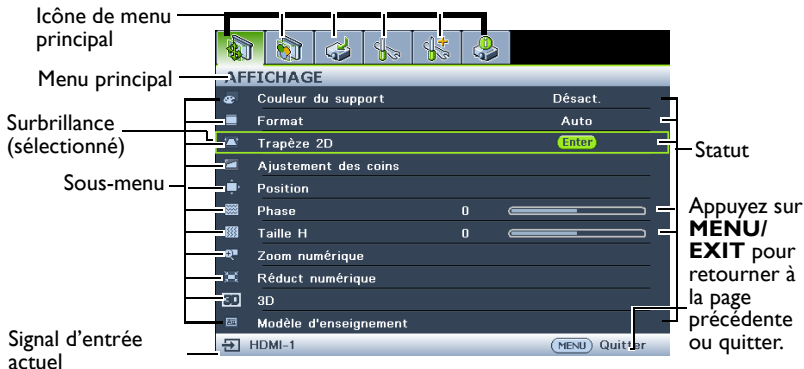 Icône de menu
principal
Menu principal
AFFICHAGE
Couleur du support Désact.
Format Auto
Surbrillance
(sélectionné)
Trapèze 2D Enter
Statut
Ajustement des coins
Sous-menu
Position
Phase 0
Taille H 0
Zoom numérique
Réduct numérique
3D 3D
Modèle d'enseignement
Appuyez sur
MENU/
EXIT pour
retourner à
la page
précédente
ou quitter.
Signal d'entrée
actuel
HDMI-1 MENU Quitter